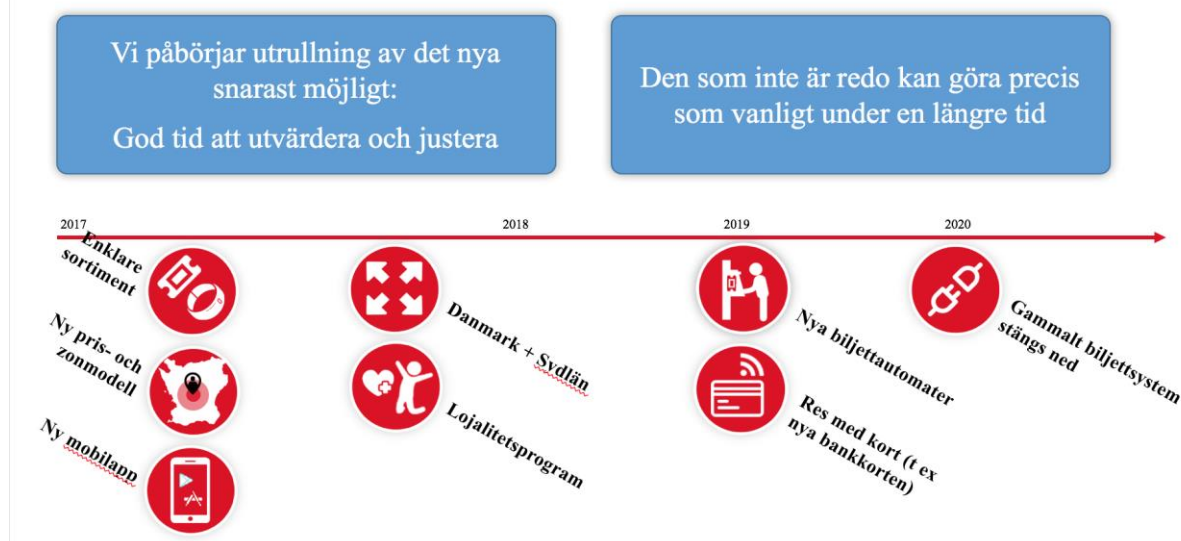 Vi påbörjar utrullning av det nya
snarast möjligt:
God tid att utvärdera och justera
Den som inte är redo kan göra precis
som vanligt under en längre tid
2017
2018
2019
2020
Enklare
sortiment
Ny pris- och
zonmodell
Ny mobilapp
Danmark + Sydlän
Lojalitetsprogram
Nya biljettautomater
Res med kort (t ex
nya bankkorten)
Gammalt biljettsystem
stängs ned